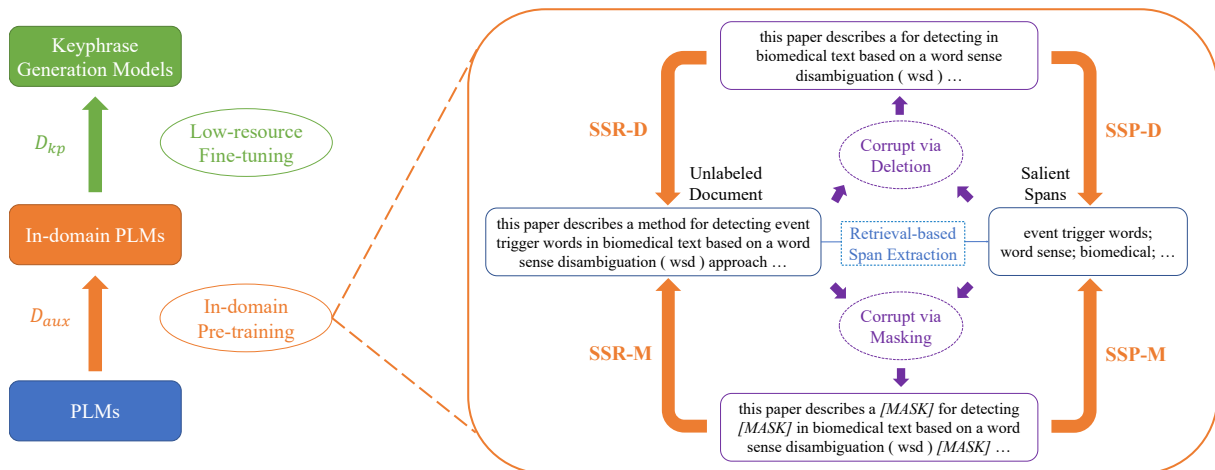 Keyphrase
Generation Models
D_kp
Low-resource
Fine-tuning
In-domain PLMs
D_aux
In-domain
Pre-training
PLMs
this paper describes a for detecting in
biomedical text based on a word sense
disambiguation ( wsd ) …
SSR-D
Corrupt via
Deletion
SSP-D
Unlabeled
Document
Salient
Spans
this paper describes a method for detecting event
trigger words in biomedical text based on a word
sense disambiguation ( wsd ) approach …
Retrieval-based
Span Extraction
event trigger words;
word sense; biomedical; …
SSR-M
Corrupt via
Masking
SSP-M
this paper describes a [MASK] for detecting
[MASK] in biomedical text based on a word
sense disambiguation ( wsd ) [MASK] …